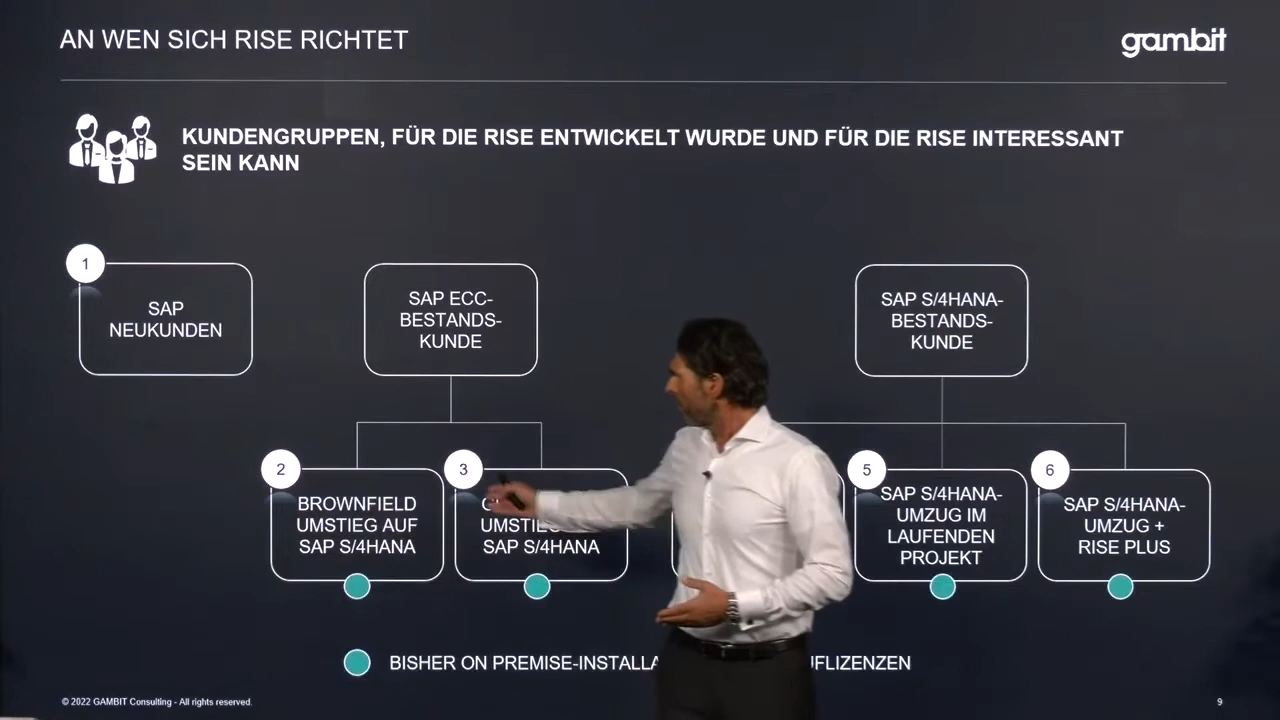 AN WEN SICH RISE RICHTET
gambit
KUNDENGRUPPEN, FÜR DIE RISE ENTWICKELT WURDE UND FÜR DIE RISE INTERESSANT
SEIN KANN
1
SAP
NEUKUNDEN
SAP ECC-
BESTANDS-
KUNDE
SAP S/4HANA-
BESTANDS-
KUNDE
2
BROWNFIELD
UMSTIEG AUF
SAP S/4HANA
3
SAP S/4HANA
5
SAP S/4HANA-
UMZUG IM
LAUFENDEN
PROJEKT
6
SAP S/4HANA-
UMZUG +
RISE PLUS
BISHER ON
© 2022 GAMBIT Consulting - All rights reserved.
9